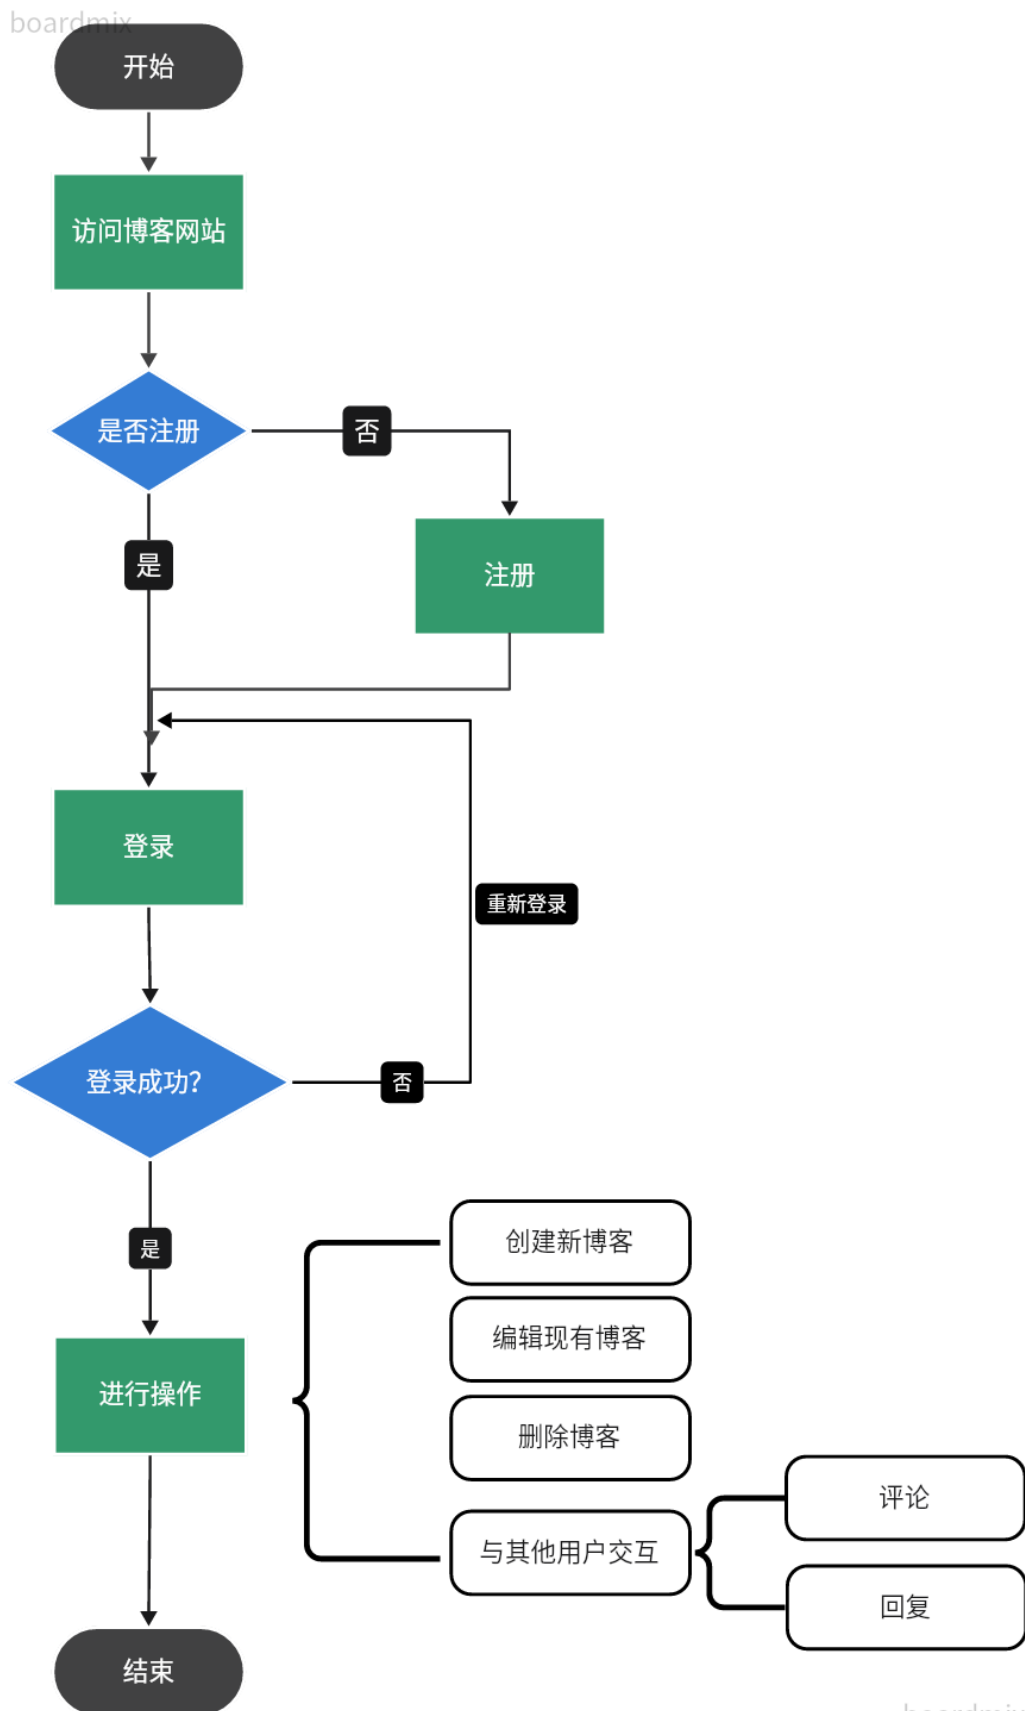 boardmix
开始
访问博客网站
是否注册
否
是
注册
登录
重新登录
登录成功?
否
是
创建新博客
编辑现有博客
进行操作
删除博客
评论
与其他用户交互
回复
结束